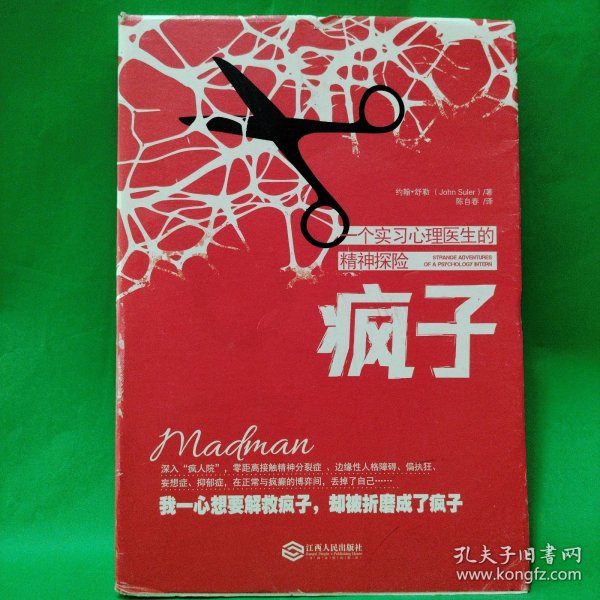 约翰•舒勒（John Suler）/著
陈自春 /译
一个实习心理医生的
精神探险
STRANGE ADVENTURES
OF A PSYCHOLOGY INTERN
疯子
Madman
深入“疯人院”，零距离接触精神分裂症、边缘性人格障碍、偏执狂、
妄想症、抑郁症，在正常与疯癫的博弈间，丢掉了自己……
我一心想要解救疯子，却被折磨成了疯子
江西人民出版社
孔夫子旧书网
www.kongfz.com